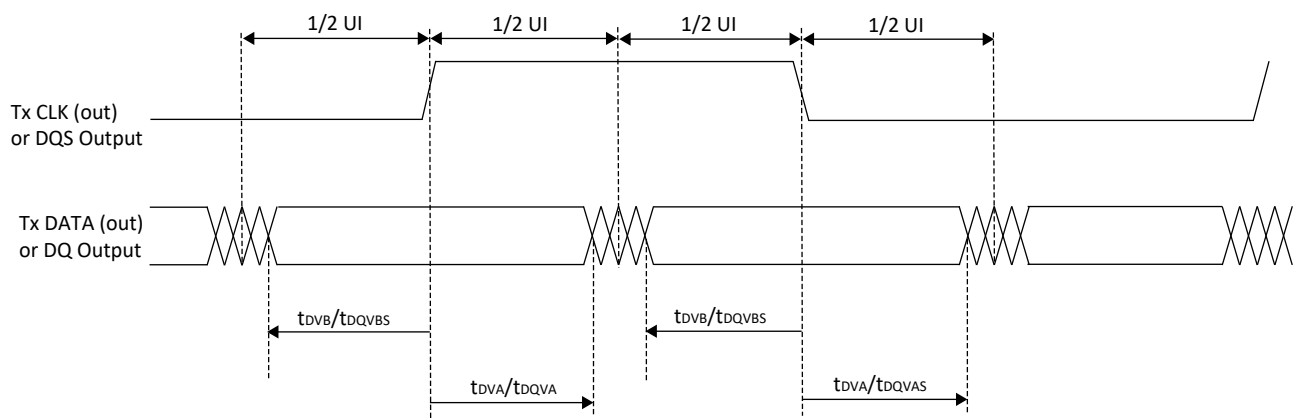 1/2 UI
1/2 UI
1/2 UI
1/2 UI
Tx CLK (out)
or DQS Output
Tx DATA (out)
or DQ Output
tDVB/tDQVBS
tDVB/tDQVBS
tDVA/tDQVA
tDVA/tDQVAS